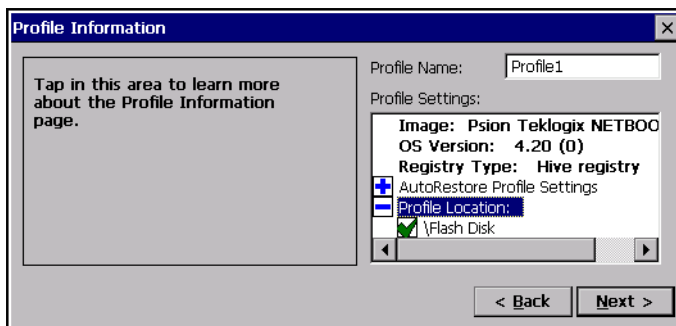 Profile Information
Tap in this area to learn more
about the Profile Information
page.
Profile Name: Profile1
Profile Settings:
Image: Psion Teklogix NETBOO
OS Version: 4.20 (0)
Registry Type: Hive registry
AutoRestore Profile Settings
Profile Location:
\Flash Disk
< Back Next >